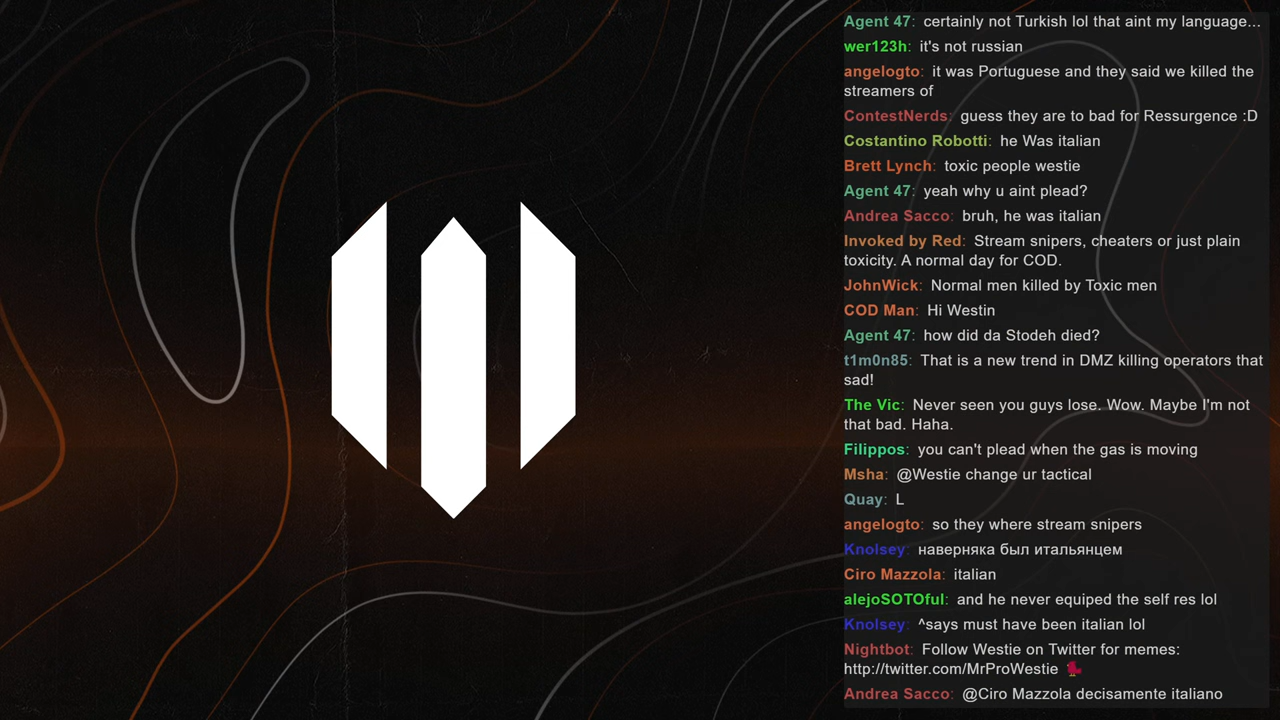 Agent 47: certainly not Turkish lol that aint my language...
wer123h: it's not russian
angelogto: it was Portuguese and they said we killed the
streamers of
ContestNerds: guess they are to bad for Ressurgence :D
Costantino Robotti: he Was italian
Brett Lynch: toxic people westie
Agent 47: yeah why u aint plead?
Andrea Sacco: bruh, he was italian
Invoked by Red: Stream snipers, cheaters or just plain
toxicity. A normal day for COD.
JohnWick: Normal men killed by Toxic men
COD Man: Hi Westin
Agent 47: how did da Stodeh died?
t1m0n85: That is a new trend in DMZ killing operators that
sad!
The Vic: Never seen you guys lose. Wow. Maybe I'm not
that bad. Haha.
Filippos: you can't plead when the gas is moving
Msha: @Westie change ur tactical
Quay: L
angelogto: so they where stream snipers
Knolsey: наверняка был итальянцем
Ciro Mazzola: italian
alejoSOTOful: and he never equiped the self res lol
Knolsey: ^says must have been italian lol
Nightbot: Follow Westie on Twitter for memes:
http://twitter.com/MrProWestie
Andrea Sacco: @Ciro Mazzola decisamente italiano